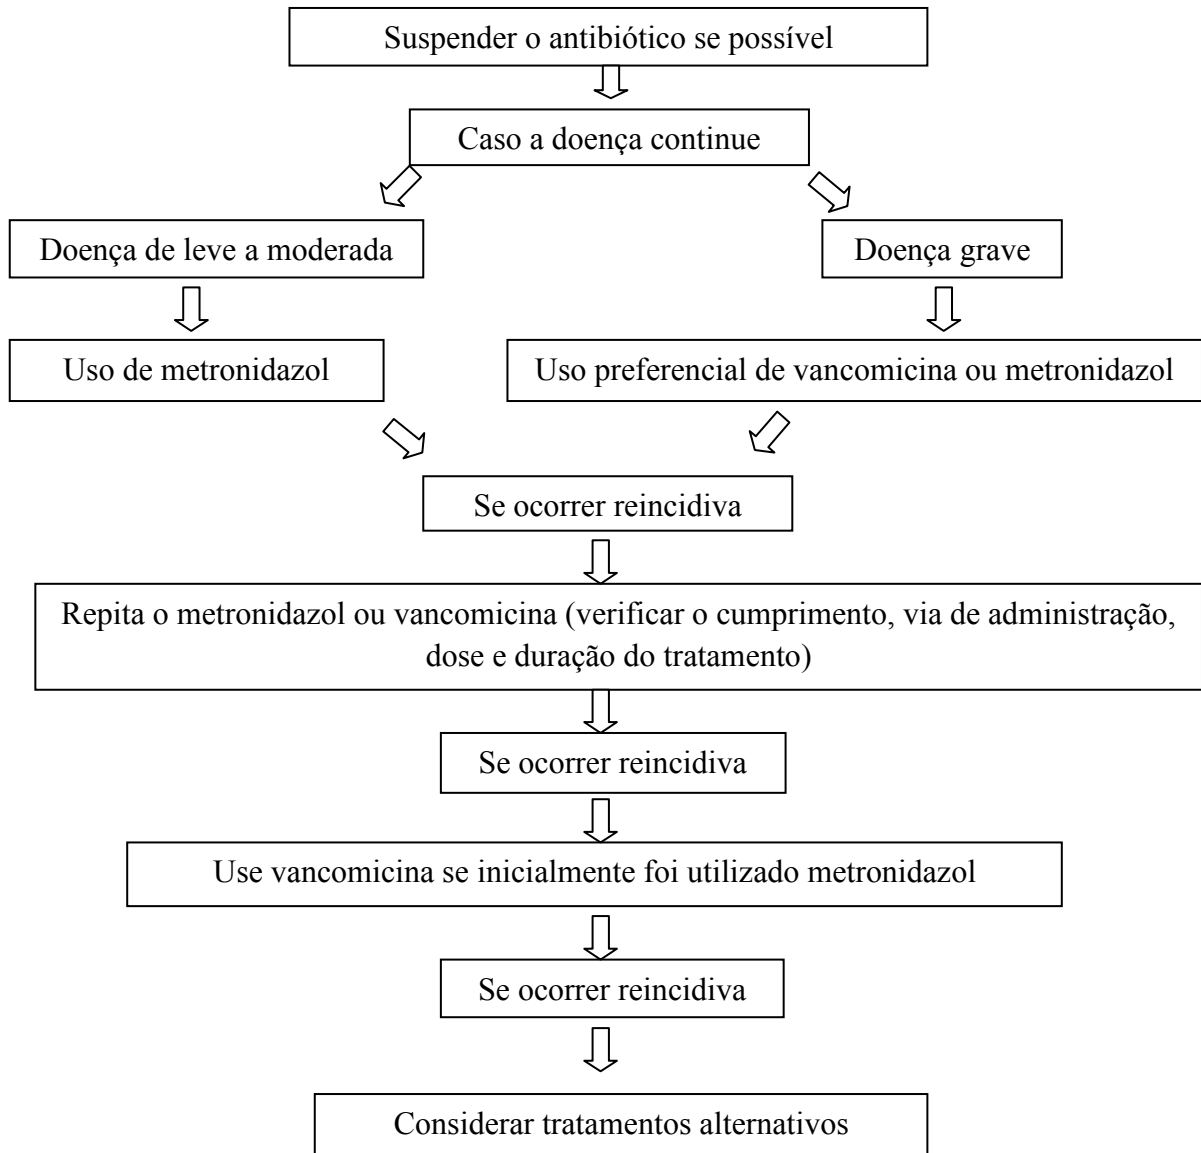 Suspender o antibiótico se possível
Caso a doença continue
Doença de leve a moderada
Doença grave
Uso de metronidazol
Uso preferencial de vancomicina ou metronidazol
Se ocorrer reincidiva
Repita o metronidazol ou vancomicina (verificar o cumprimento, via de administração,
dose e duração do tratamento)
Se ocorrer reincidiva
Use vancomicina se inicialmente foi utilizado metronidazol
Se ocorrer reincidiva
Considerar tratamentos alternativos